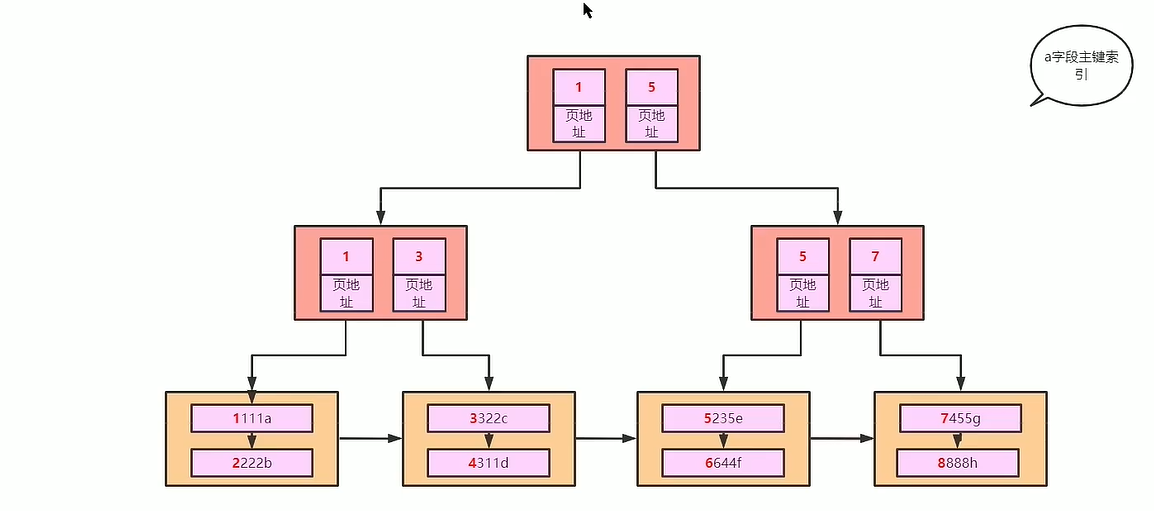 a字段主键索
引
1 5
页地 页地
址 址
1 3 5 7
页地 页地 页地 页地
址 址 址 址
1111a 3322c 5235e 7455g
2222b 4311d 6644f 8888h